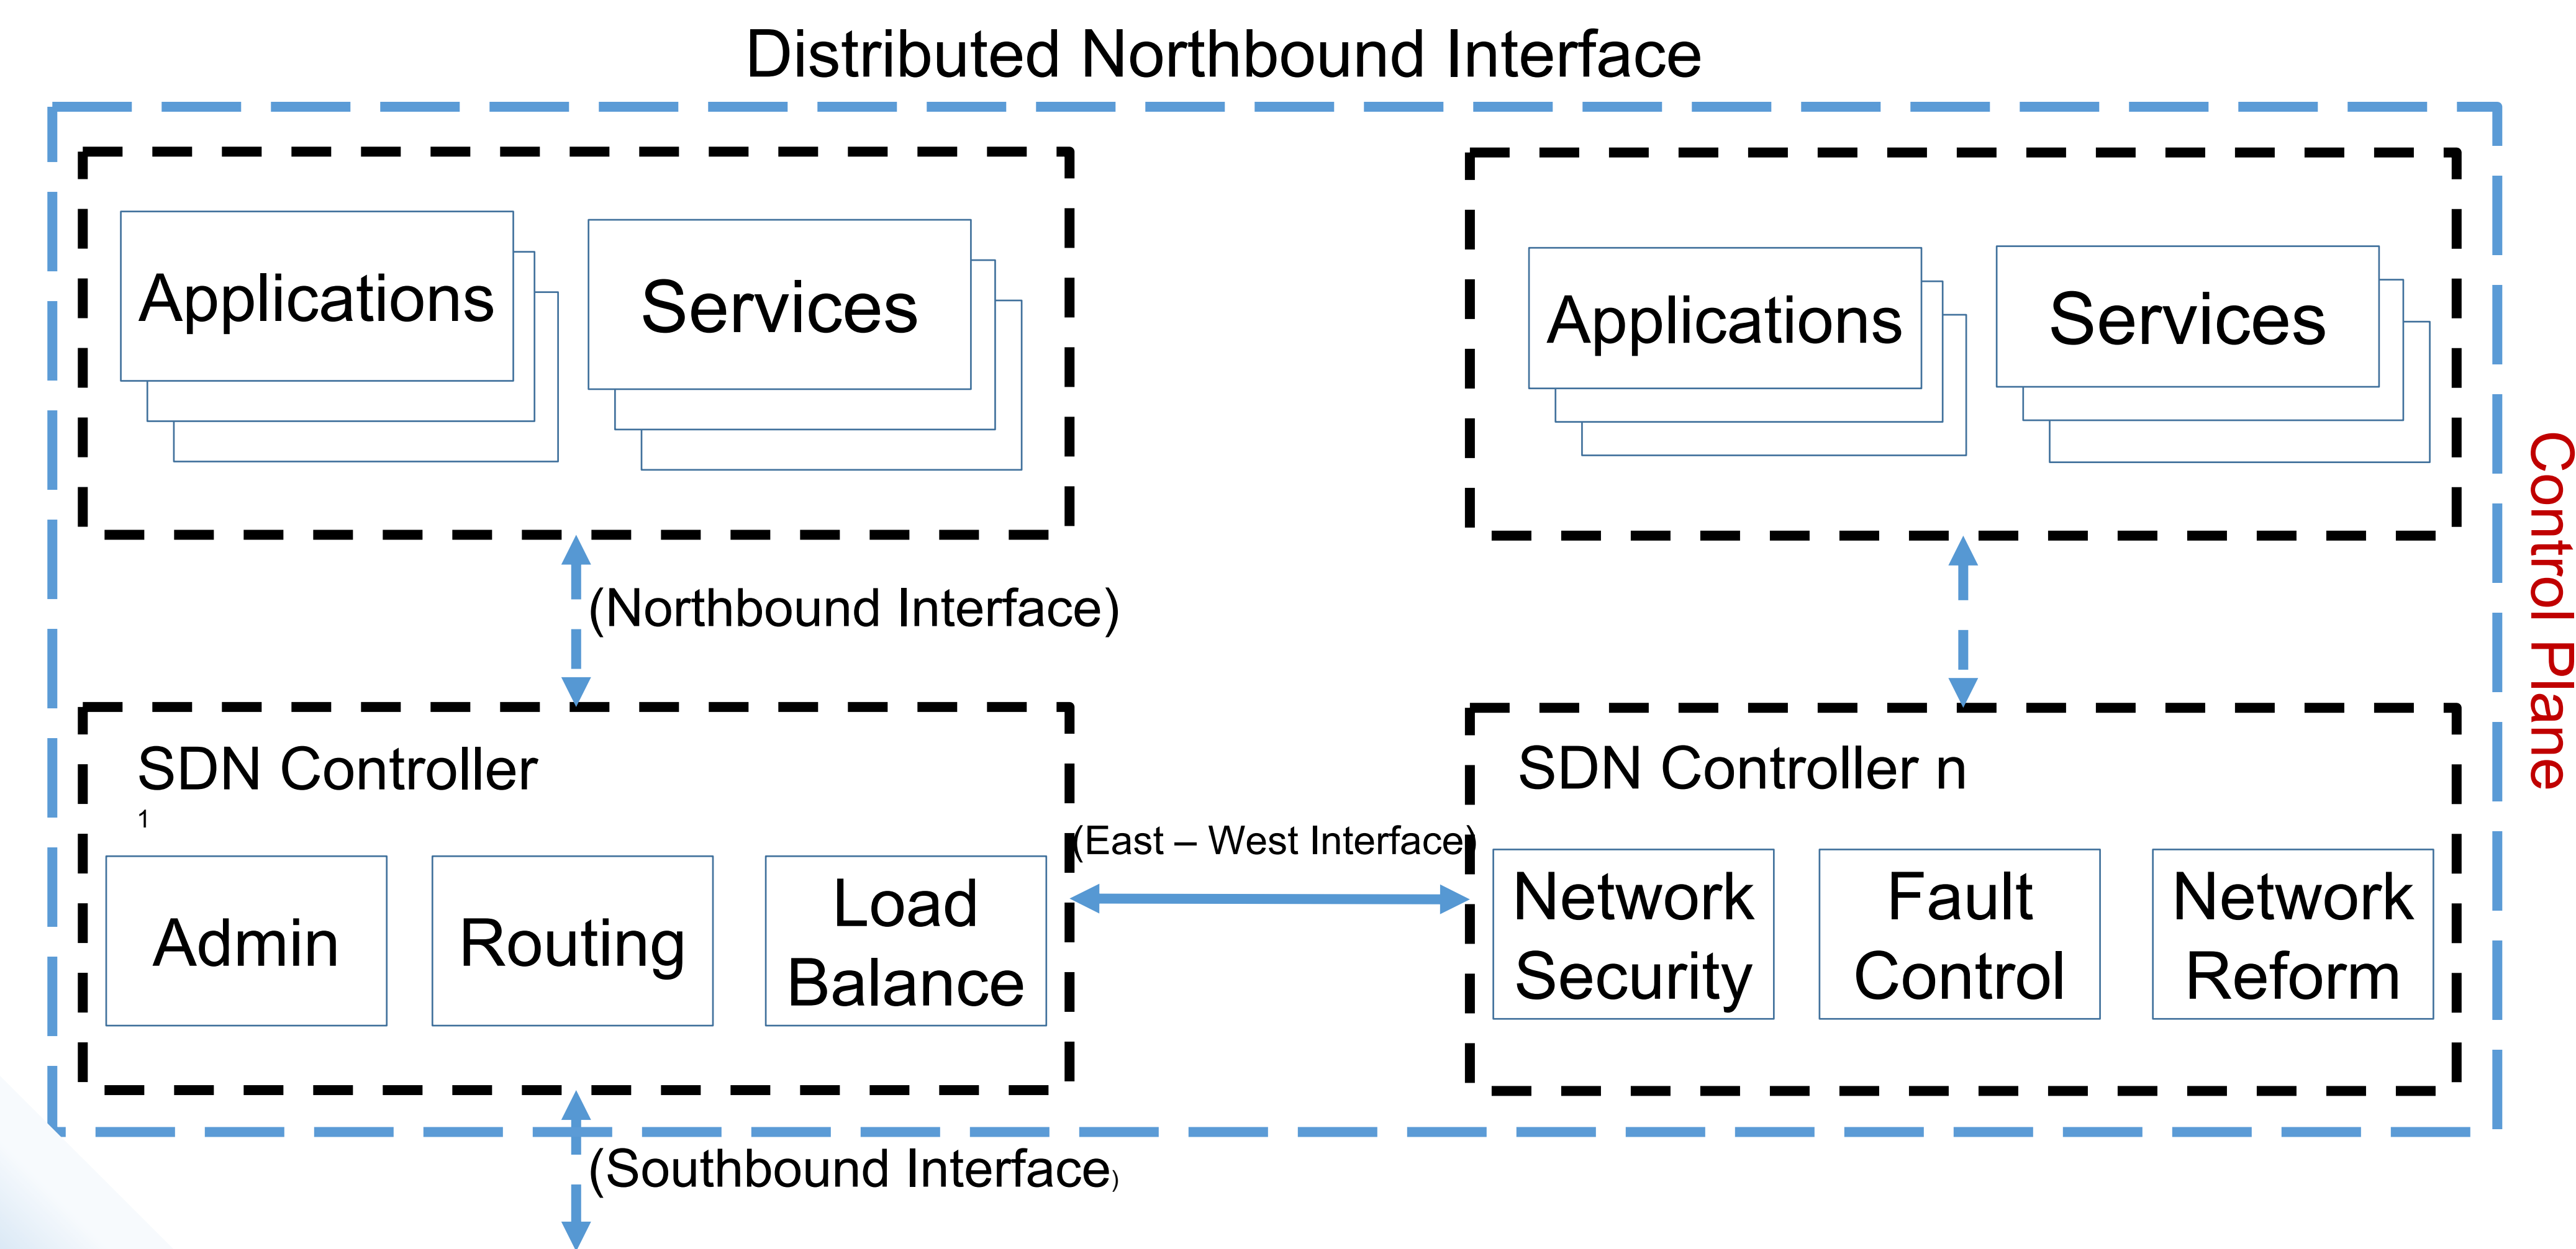 Distributed Northbound Interface
Applications
Services
Applications
Services
(Northbound Interface)
Control Plane
SDN Controller
1
(East – West Interface)
SDN Controller n
Admin
Routing
Load
Balance
Network
Security
Fault
Control
Network
Reform
(Southbound Interface)